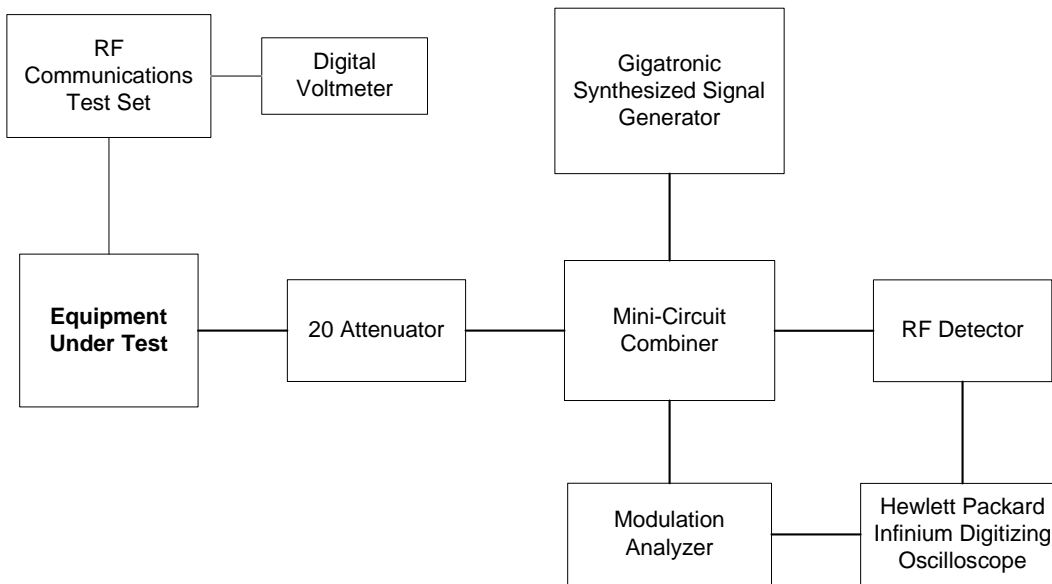 RF
Communications
Test Set
Digital
Voltmeter
Gigatronic
Synthesized Signal
Generator
Equipment
Under Test
20 Attenuator
Mini-Circuit
Combiner
RF Detector
Modulation
Analyzer
Hewlett Packard
Infinium Digitizing
Oscilloscope